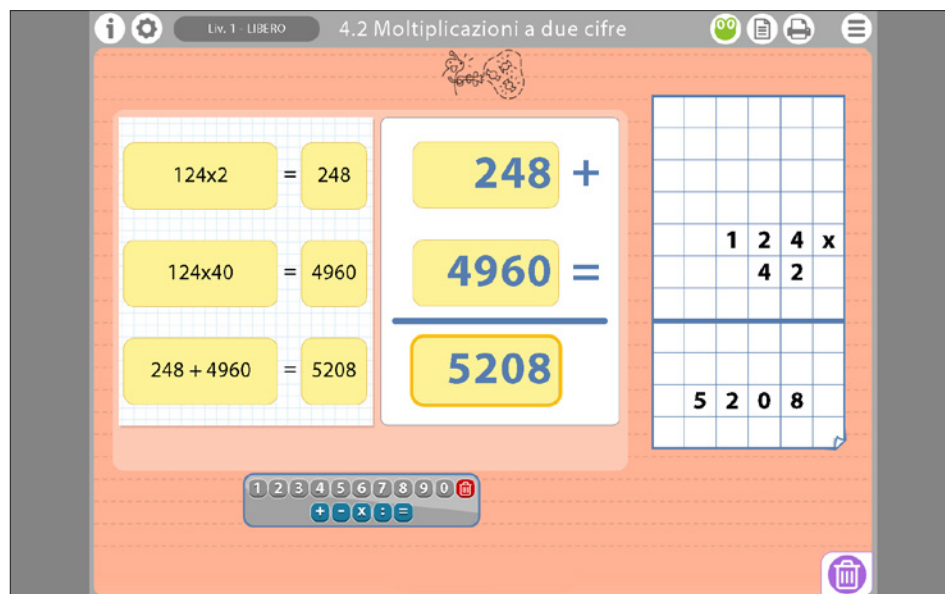 i Liv. 1 - LIBERO 4.2 Moltiplicazioni a due cifre
124x2 = 248
124x40 = 4960
248 + 4960 = 5208
248 +
4960 =
5208
1 2 4 x
4 2
5 2 0 8
1 2 3 4 5 6 7 8 9 0
+ - x : =